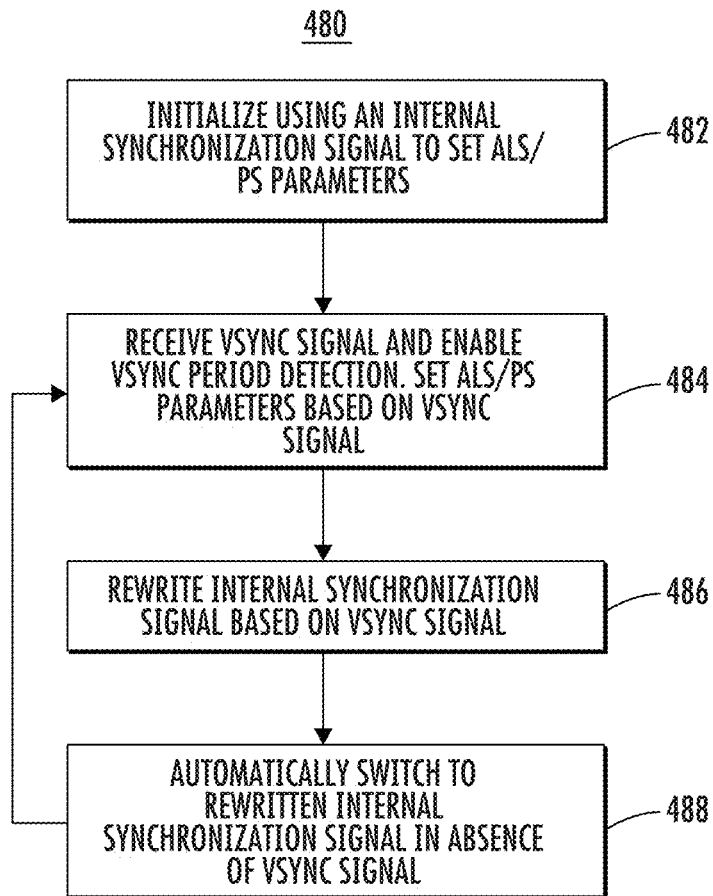 480
INITIALIZE USING AN INTERNAL
SYNCHRONIZATION SIGNAL TO SET ALS/
PS PARAMETERS
482
RECEIVE VSYNC SIGNAL AND ENABLE
VSYNC PERIOD DETECTION. SET ALS/PS
PARAMETERS BASED ON VSYNC
SIGNAL
484
REWRITE INTERNAL SYNCHRONIZATION
SIGNAL BASED ON VSYNC SIGNAL
486
AUTOMATICALLY SWITCH TO
REWRITTEN INTERNAL
SYNCHRONIZATION SIGNAL IN ABSENCE
OF VSYNC SIGNAL
488